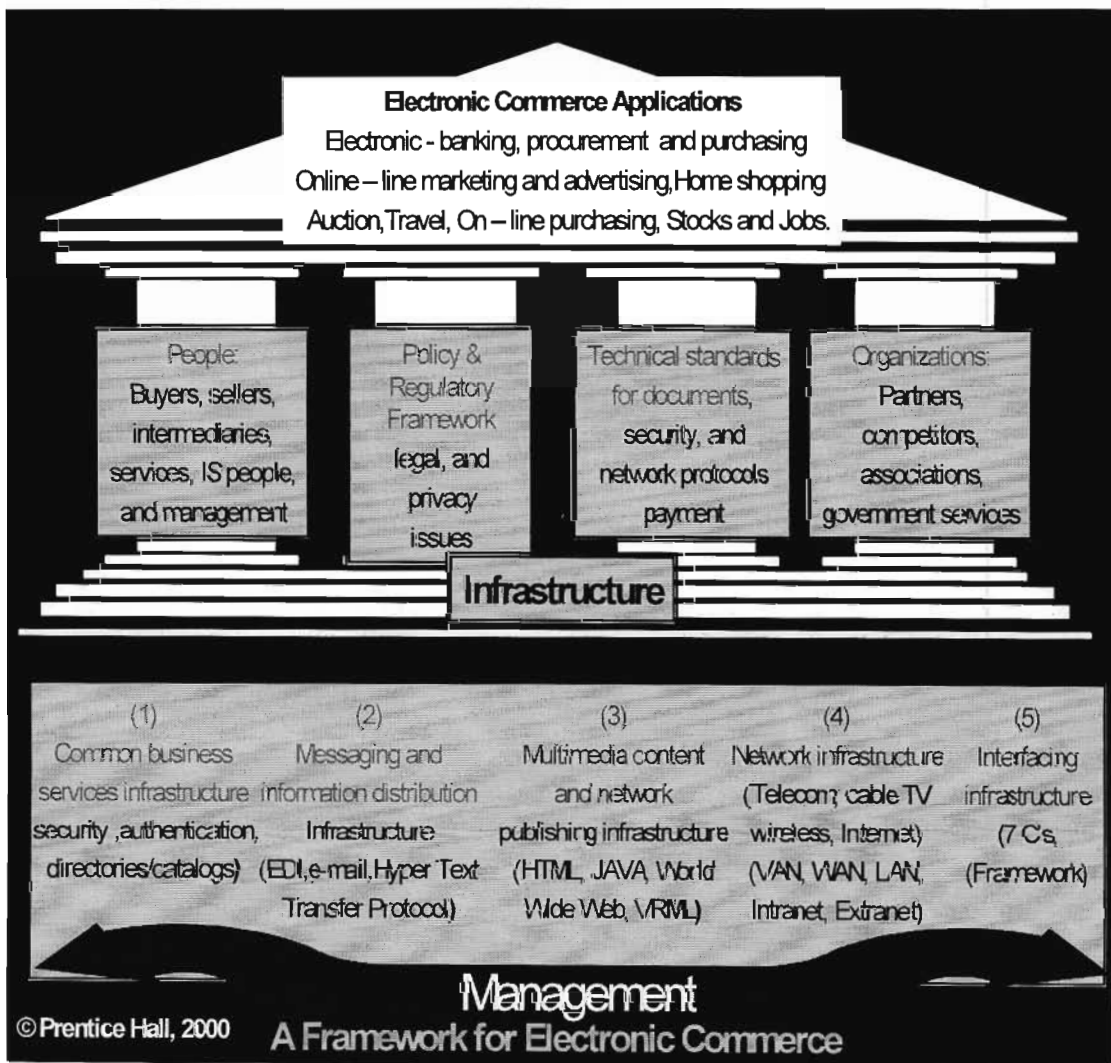 Electronic Commerce Applications
Electronic - banking, procurement and purchasing
Online – line marketing and advertising, Home shopping
Auction, Travel, On – line purchasing, Stocks and Jobs.
People:
Buyers, sellers,
intermediaries,
services, IS people,
and management
Policy &
Regulatory
Framework
legal, and
privacy
issues
Technical standards
for documents,
security, and
network protocols
payment
Organizations:
Partners,
competitors,
associations,
government services
Infrastructure
(1)
Common business
services infrastructure
security ,authentication,
directories/catalogs)
(2)
Messaging and
information distribution
Infrastructure
(EDI,e-mail,Hyper Text
Transfer Protocol)
(3)
Multimedia content
and network
publishing infrastructure
(HTML, JAVA, World
Wide Web, VRML)
(4)
Network infrastructure
(Telecom, cable TV
wireless, Internet)
(VAN, WAN, LAN,
Intranet, Extranet)
(5)
Interfacing
infrastructure
(7 C's,
(Framework)
Management
© Prentice Hall, 2000
A Framework for Electronic Commerce